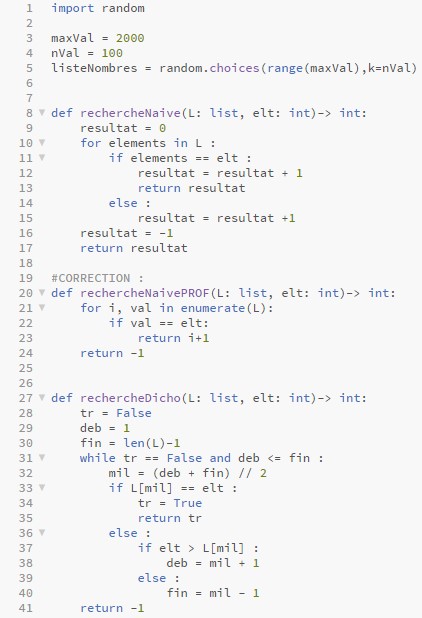 1 import random
2
3 maxVal = 2000
4 nVal = 100
5 listeNombres = random.choices(range(maxVal),k=nVal)
6
7
8 def rechercheNaive(L: list, elt: int)-> int:
9     resultat = 0
10     for elements in L :
11         if elements == elt :
12             resultat = resultat + 1
13             return resultat
14         else :
15             resultat = resultat +1
16     resultat = -1
17     return resultat
18
19 #CORRECTION :
20 def rechercheNaivePROF(L: list, elt: int)-> int:
21     for i, val in enumerate(L):
22         if val == elt:
23             return i+1
24     return -1
25
26
27 def rechercheDicho(L: list, elt: int)-> int:
28     tr = False
29     deb = 1
30     fin = len(L)-1
31     while tr == False and deb <= fin :
32         mil = (deb + fin) // 2
33         if L[mil] == elt :
34             tr = True
35             return tr
36         else :
37             if elt > L[mil] :
38                 deb = mil + 1
39             else :
40                 fin = mil - 1
41     return -1